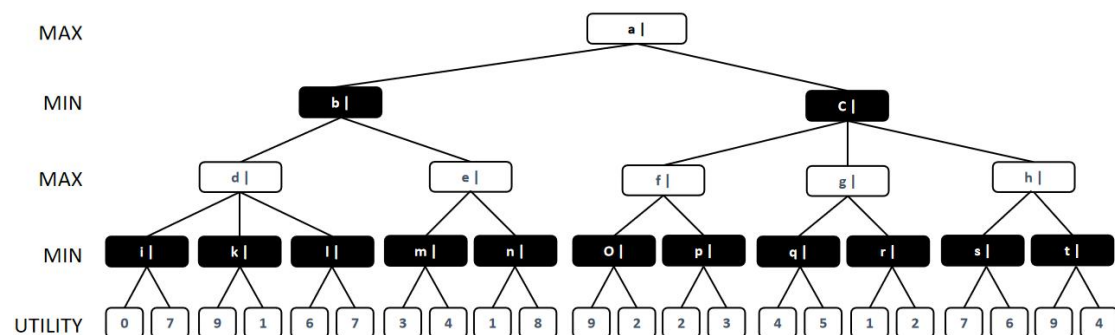 MAX a |
MIN b | C |
MAX d | e | f | g | h |
MIN i | k | l | m | n | O | p | q | r | s | t |
UTILITY 0 7 9 1 6 7 3 4 1 8 9 2 2 3 4 5 1 2 7 6 9 4